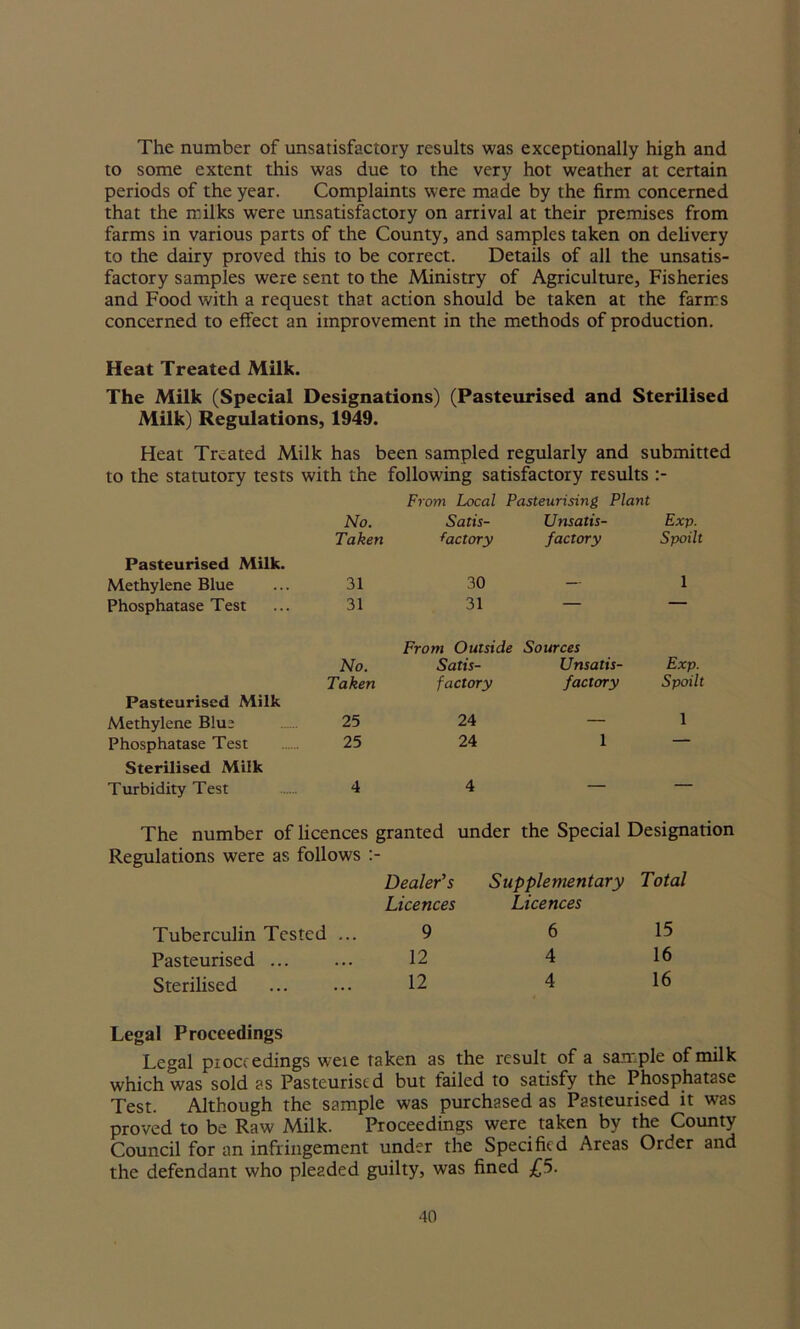 The number of unsatisfactory results was exceptionally high and
to some extent this was due to the very hot weather at certain
periods of the year. Complaints were made by the firm concerned
that the milks were unsatisfactory on arrival at their premises from
farms in various parts of the County, and samples taken on delivery
to the dairy proved this to be correct. Details of all the unsatis-
factory samples were sent to the Ministry of Agriculture, Fisheries
and Food with a request that action should be taken at the farms
concerned to effect an improvement in the methods of production.
Heat Treated Milk.
The Milk (Special Designations) (Pasteurised and Sterilised
Milk) Regulations, 1949.
Heat Treated Milk has been sampled regularly and submitted
to the statutory tests with the following satisfactory results :-
From Local Pasteurising Plant
No. Satis- Unsatis- Exp.
Taken factory factory Spoilt
Pasteurised Milk.
Methylene Blue ... 31 30 — 1
Phosphatase Test ... 31 31 — —
From Outside Sources
No. Satis- Unsatis- Exp.
Taken factory factory Spoilt
Pasteurised Milk
Methylene Blue ..... 25 24 — 1
Phosphatase Test ..... 25 24 1 —
Sterilised Milk
Turbidity Test ..... 4 4 — —
The number of licences granted under the Special Designation
Regulations were as follows :-
Dealer's Supplementary Total
Licences Licences
Tuberculin Tested ... 9 6 15
Pasteurised ... ... 12 4 16
Sterilised ... ... 12 4 16
Legal Proceedings
Legal proceedings were taken as the result of a sample of milk
which was sold as Pasteurised but failed to satisfy the Phosphatase
Test. Although the sample was purchased as Pasteurised it was
proved to be Raw Milk. Proceedings were taken by the County
Council for an infringement under the Specified Areas Order and
the defendant who pleaded guilty, was fined £5.
40